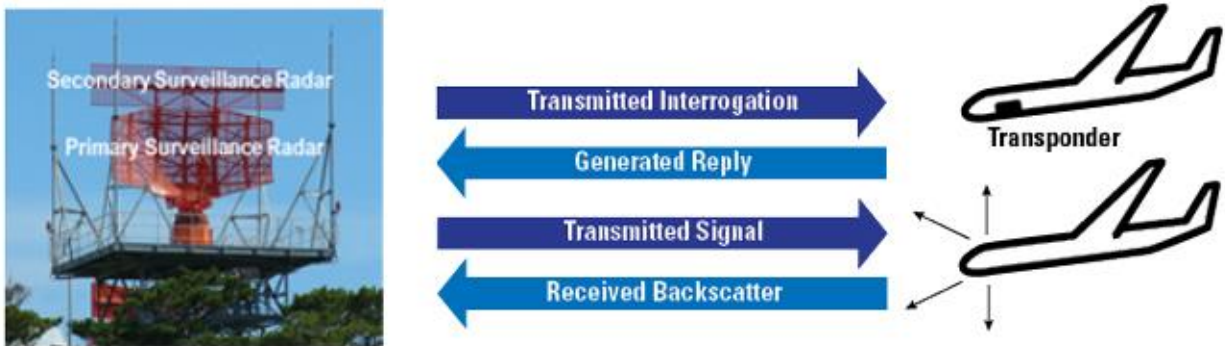 Secondary Surveillance Radar
Primary Surveillance Radar
Transmitted Interrogation
Generated Reply
Transponder
Transmitted Signal
Received Backscatter